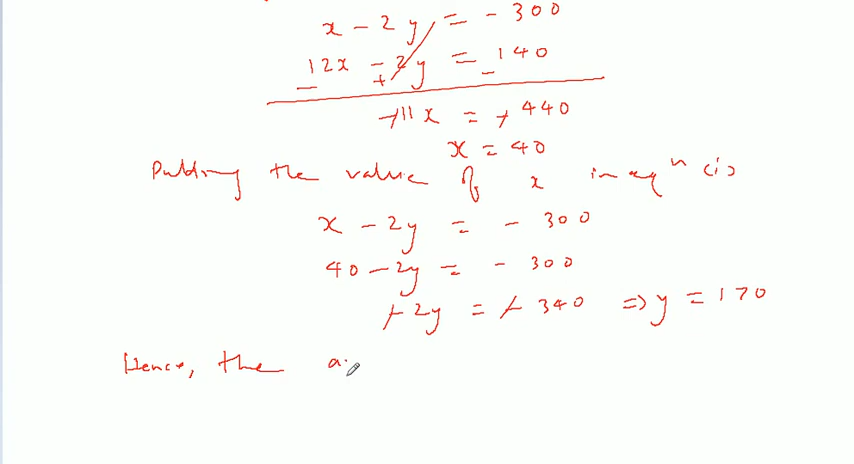 x - 2y = - 300
12x - 2y = 140
- + -
-11x = -440
x = 40
Putting the value of x in eqⁿ (i)
x - 2y = - 300
40 - 2y = - 300
- 2y = - 340 => y = 170
Hence, the a